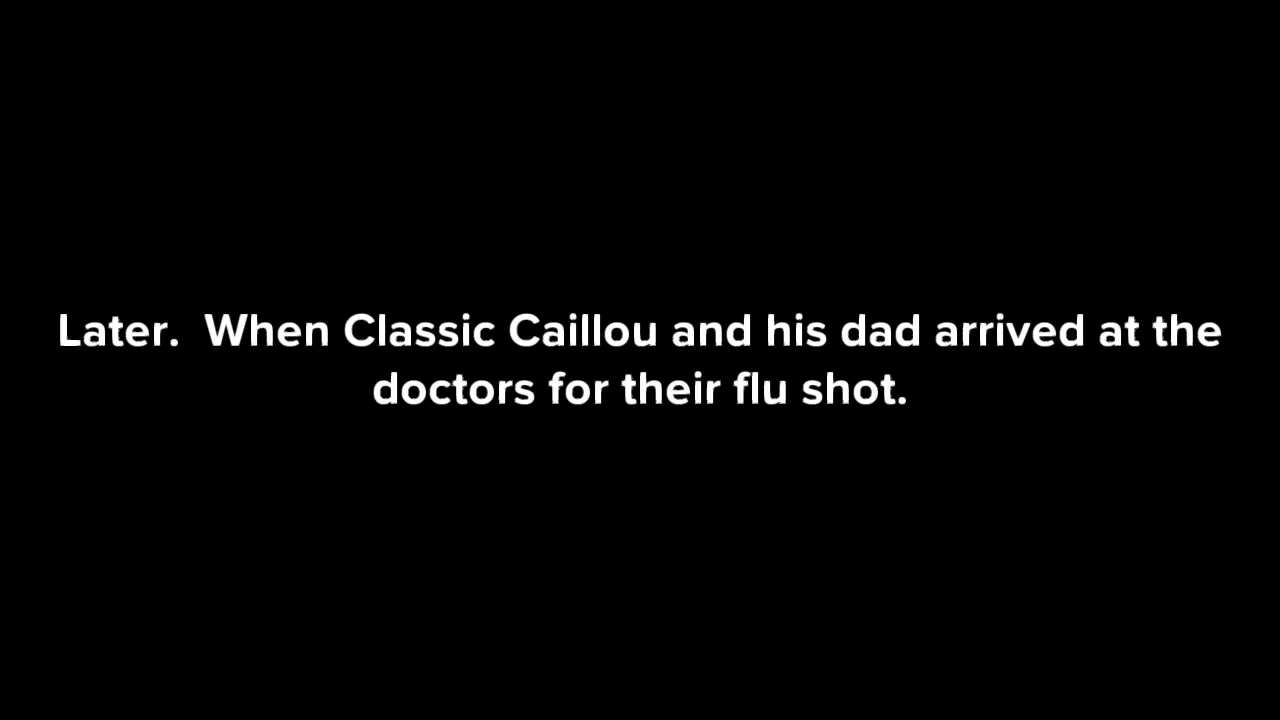 Later.  When Classic Caillou and his dad arrived at the
doctors for their flu shot.